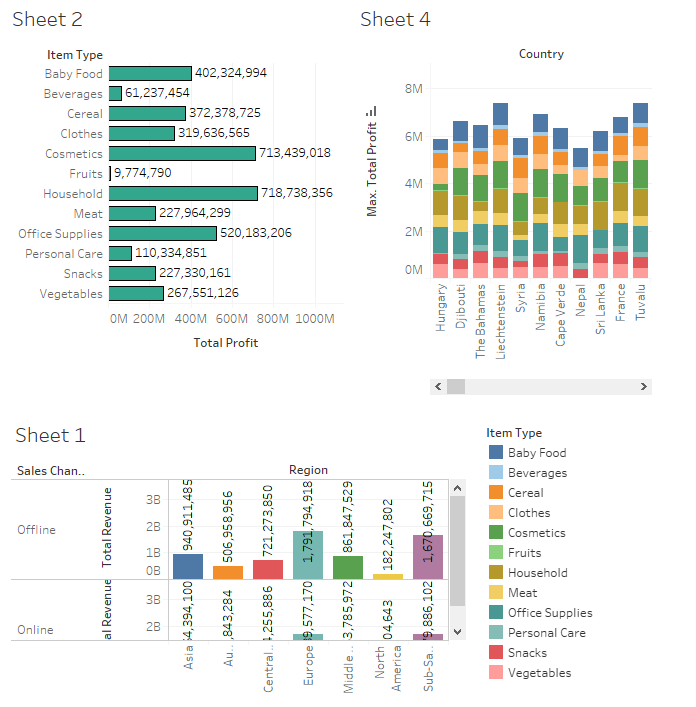 Sheet 2
Item Type
Baby Food 402,324,994
Beverages 61,237,454
Cereal 372,378,725
Clothes 319,636,565
Cosmetics 713,439,018
Fruits 9,774,790
Household 718,738,356
Meat 227,964,299
Office Supplies 520,183,206
Personal Care 110,334,851
Snacks 227,330,161
Vegetables 267,551,126
0M 200M 400M 600M 800M 1000M
Total Profit
Sheet 4
Country
Max. Total Profit
8M
6M
4M
2M
0M
Hungary
Djibouti
The Bahamas
Liechtenstein
Syria
Namibia
Cape Verde
Nepal
Sri Lanka
France
Tuvalu
Sheet 1
Sales Chan..
Region
Offline
Total Revenue
3B
2B
1B
0B
940,911,485
506,958,956
721,273,850
1,791,794,918
861,847,529
182,247,802
1,670,669,715
Online
al Revenue
3B
2B
4,394,100
,843,284
4,255,886
39,577,170
3,785,972
04,643
9,886,102
Asia
Au..
Central..
Europe
Middle ..
North
America
Sub-Sa..
Item Type
Baby Food
Beverages
Cereal
Clothes
Cosmetics
Fruits
Household
Meat
Office Supplies
Personal Care
Snacks
Vegetables